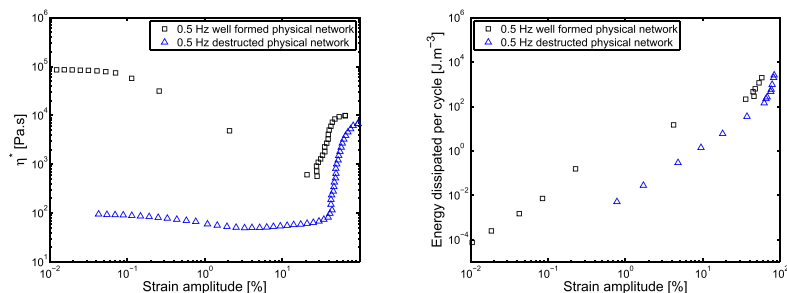 0.5 Hz well formed physical network
0.5 Hz destructed physical network
10^6
10^5
10^4
10^3
10^2
10^1
η* [Pa.s]
10^−2
10^−1
10^0
10^1
Strain amplitude [%]
0.5 Hz well formed physical network
0.5 Hz destructed physical network
10^6
10^4
10^2
10^0
10^−2
10^−4
Energy dissipated per cycle [J.m^−3]
10^−2
10^−1
10^0
10^1
10^2
Strain amplitude [%]